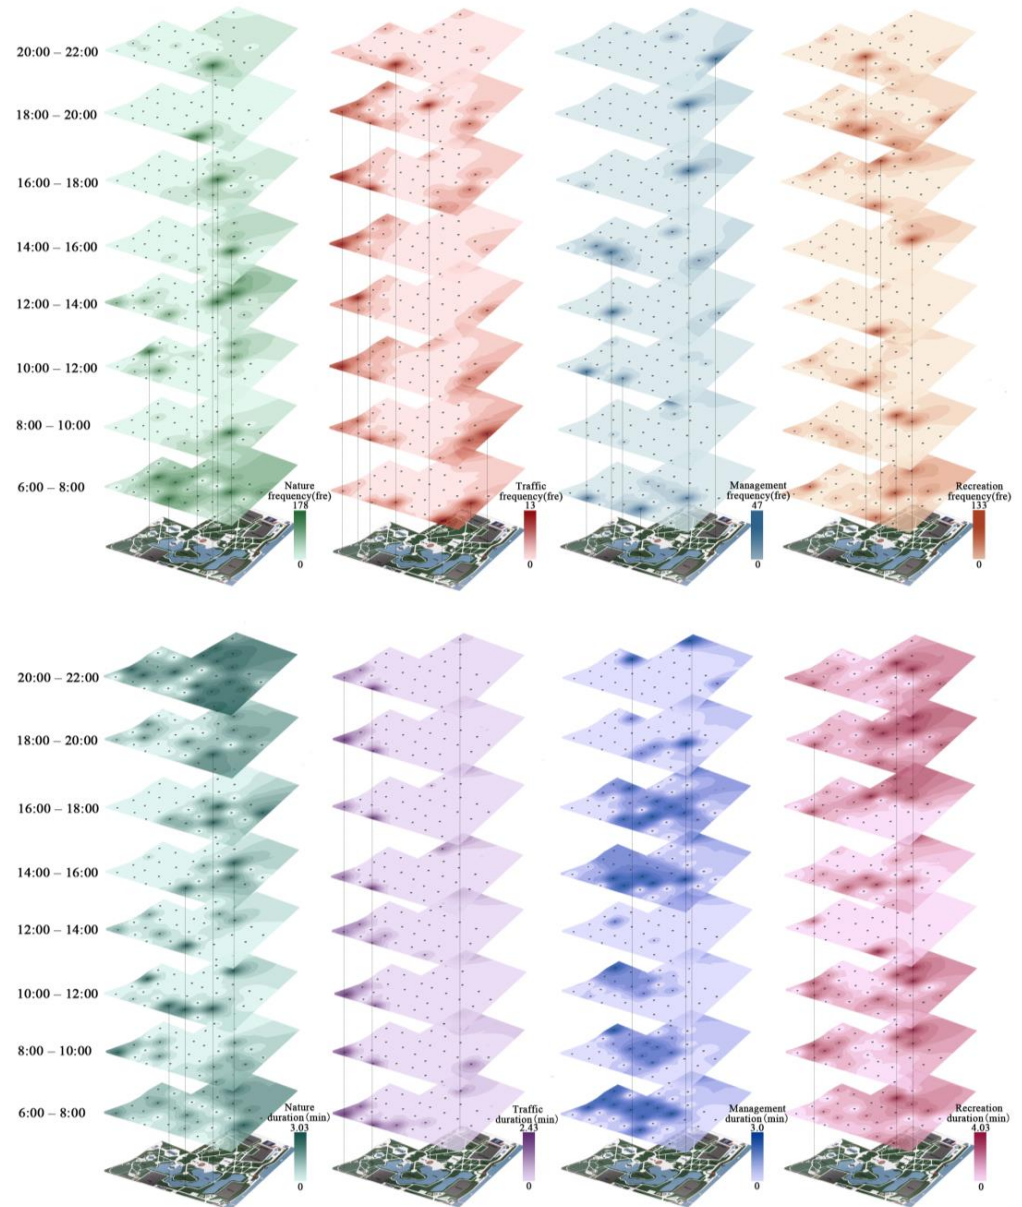 20:00 – 22:00
18:00 – 20:00
16:00 – 18:00
14:00 – 16:00
12:00 – 14:00
10:00 – 12:00
8:00 – 10:00
6:00 – 8:00
Nature
frequency(fre)
178
0
Traffic
frequency(fre)
13
0
Management
frequency(fre)
47
0
Recreation
frequency(fre)
133
0
20:00 – 22:00
18:00 – 20:00
16:00 – 18:00
14:00 – 16:00
12:00 – 14:00
10:00 – 12:00
8:00 – 10:00
6:00 – 8:00
Nature
duration(min)
3.03
0
Traffic
duration(min)
2.43
0
Management
duration(min)
3.0
0
Recreation
duration(min)
4.03
0